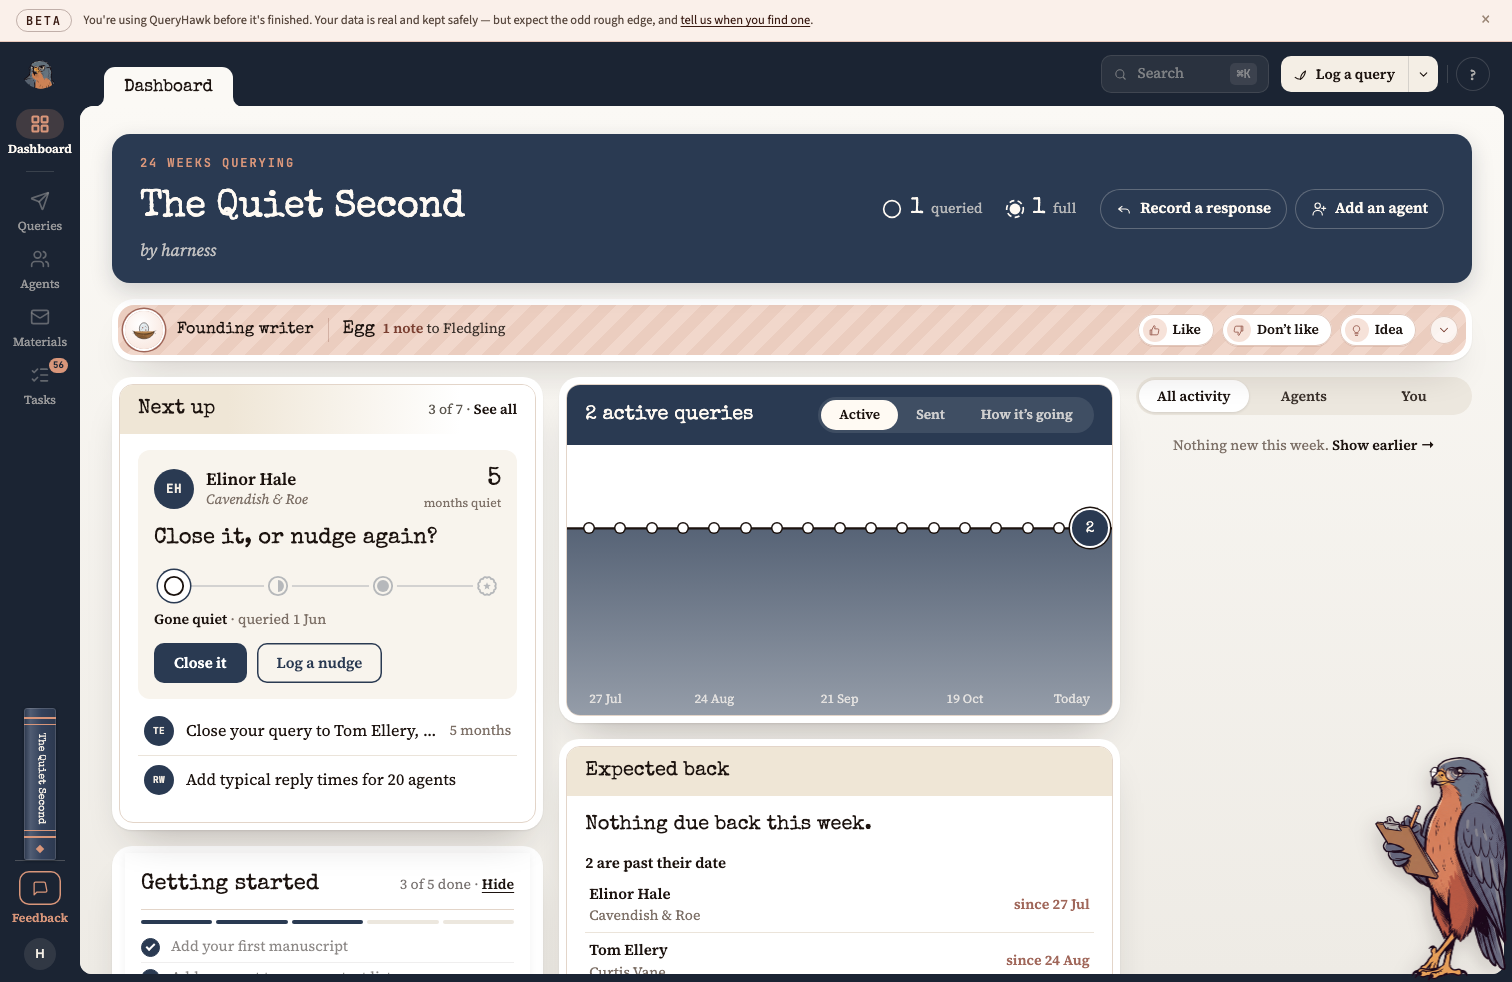 BETA You're using QueryHawk before it's finished. Your data is real and kept safely — but expect the odd rough edge, and tell us when you find one. ×
Dashboard
Search ⌘K
Log a query
?
Dashboard
Queries
Agents
Materials
56
Tasks
The Quiet Second
Feedback
H
24 WEEKS QUERYING
The Quiet Second
by harness
1 queried
1 full
Record a response
Add an agent
Founding writer
Egg 1 note to Fledgling
Like
Don't like
Idea
Next up
3 of 7 · See all
EH
Elinor Hale
Cavendish & Roe
5
months quiet
Close it, or nudge again?
Gone quiet · queried 1 Jun
Close it
Log a nudge
TE Close your query to Tom Ellery, ... 5 months
RW Add typical reply times for 20 agents
Getting started
3 of 5 done · Hide
Add your first manuscript
2 active queries
Active
Sent
How it's going
2
27 Jul
24 Aug
21 Sep
19 Oct
Today
Expected back
Nothing due back this week.
2 are past their date
Elinor Hale
Cavendish & Roe
since 27 Jul
Tom Ellery
Curtis Vane
since 24 Aug
All activity
Agents
You
Nothing new this week. Show earlier →